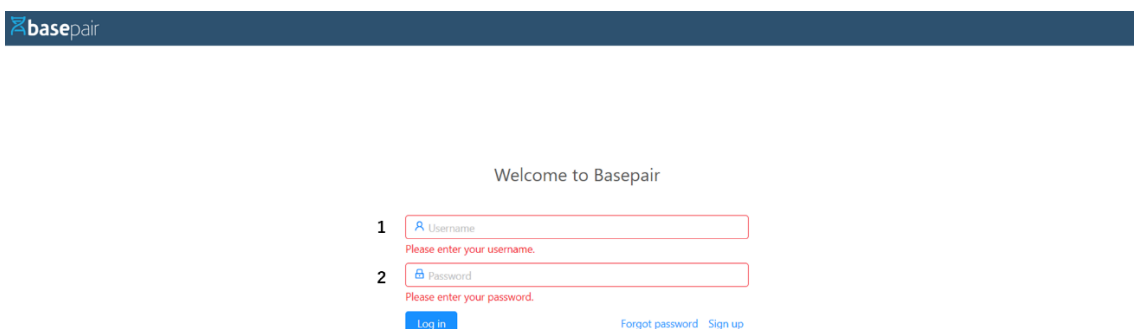 basepair
Welcome to Basepair
1 Username
Please enter your username.
2 Password
Please enter your password.
Log in Forgot password Sign up